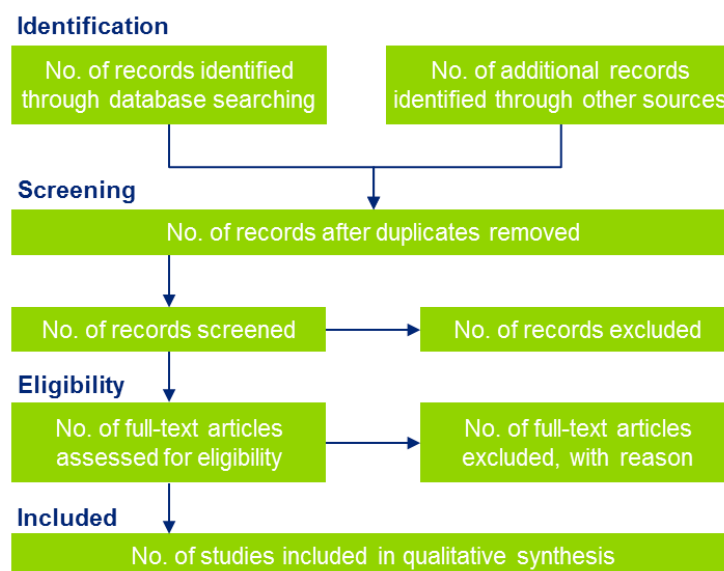 Identification
No. of records identified
through database searching
No. of additional records
identified through other sources
Screening
No. of records after duplicates removed
No. of records screened
No. of records excluded
Eligibility
No. of full-text articles
assessed for eligibility
No. of full-text articles
excluded, with reason
Included
No. of studies included in qualitative synthesis